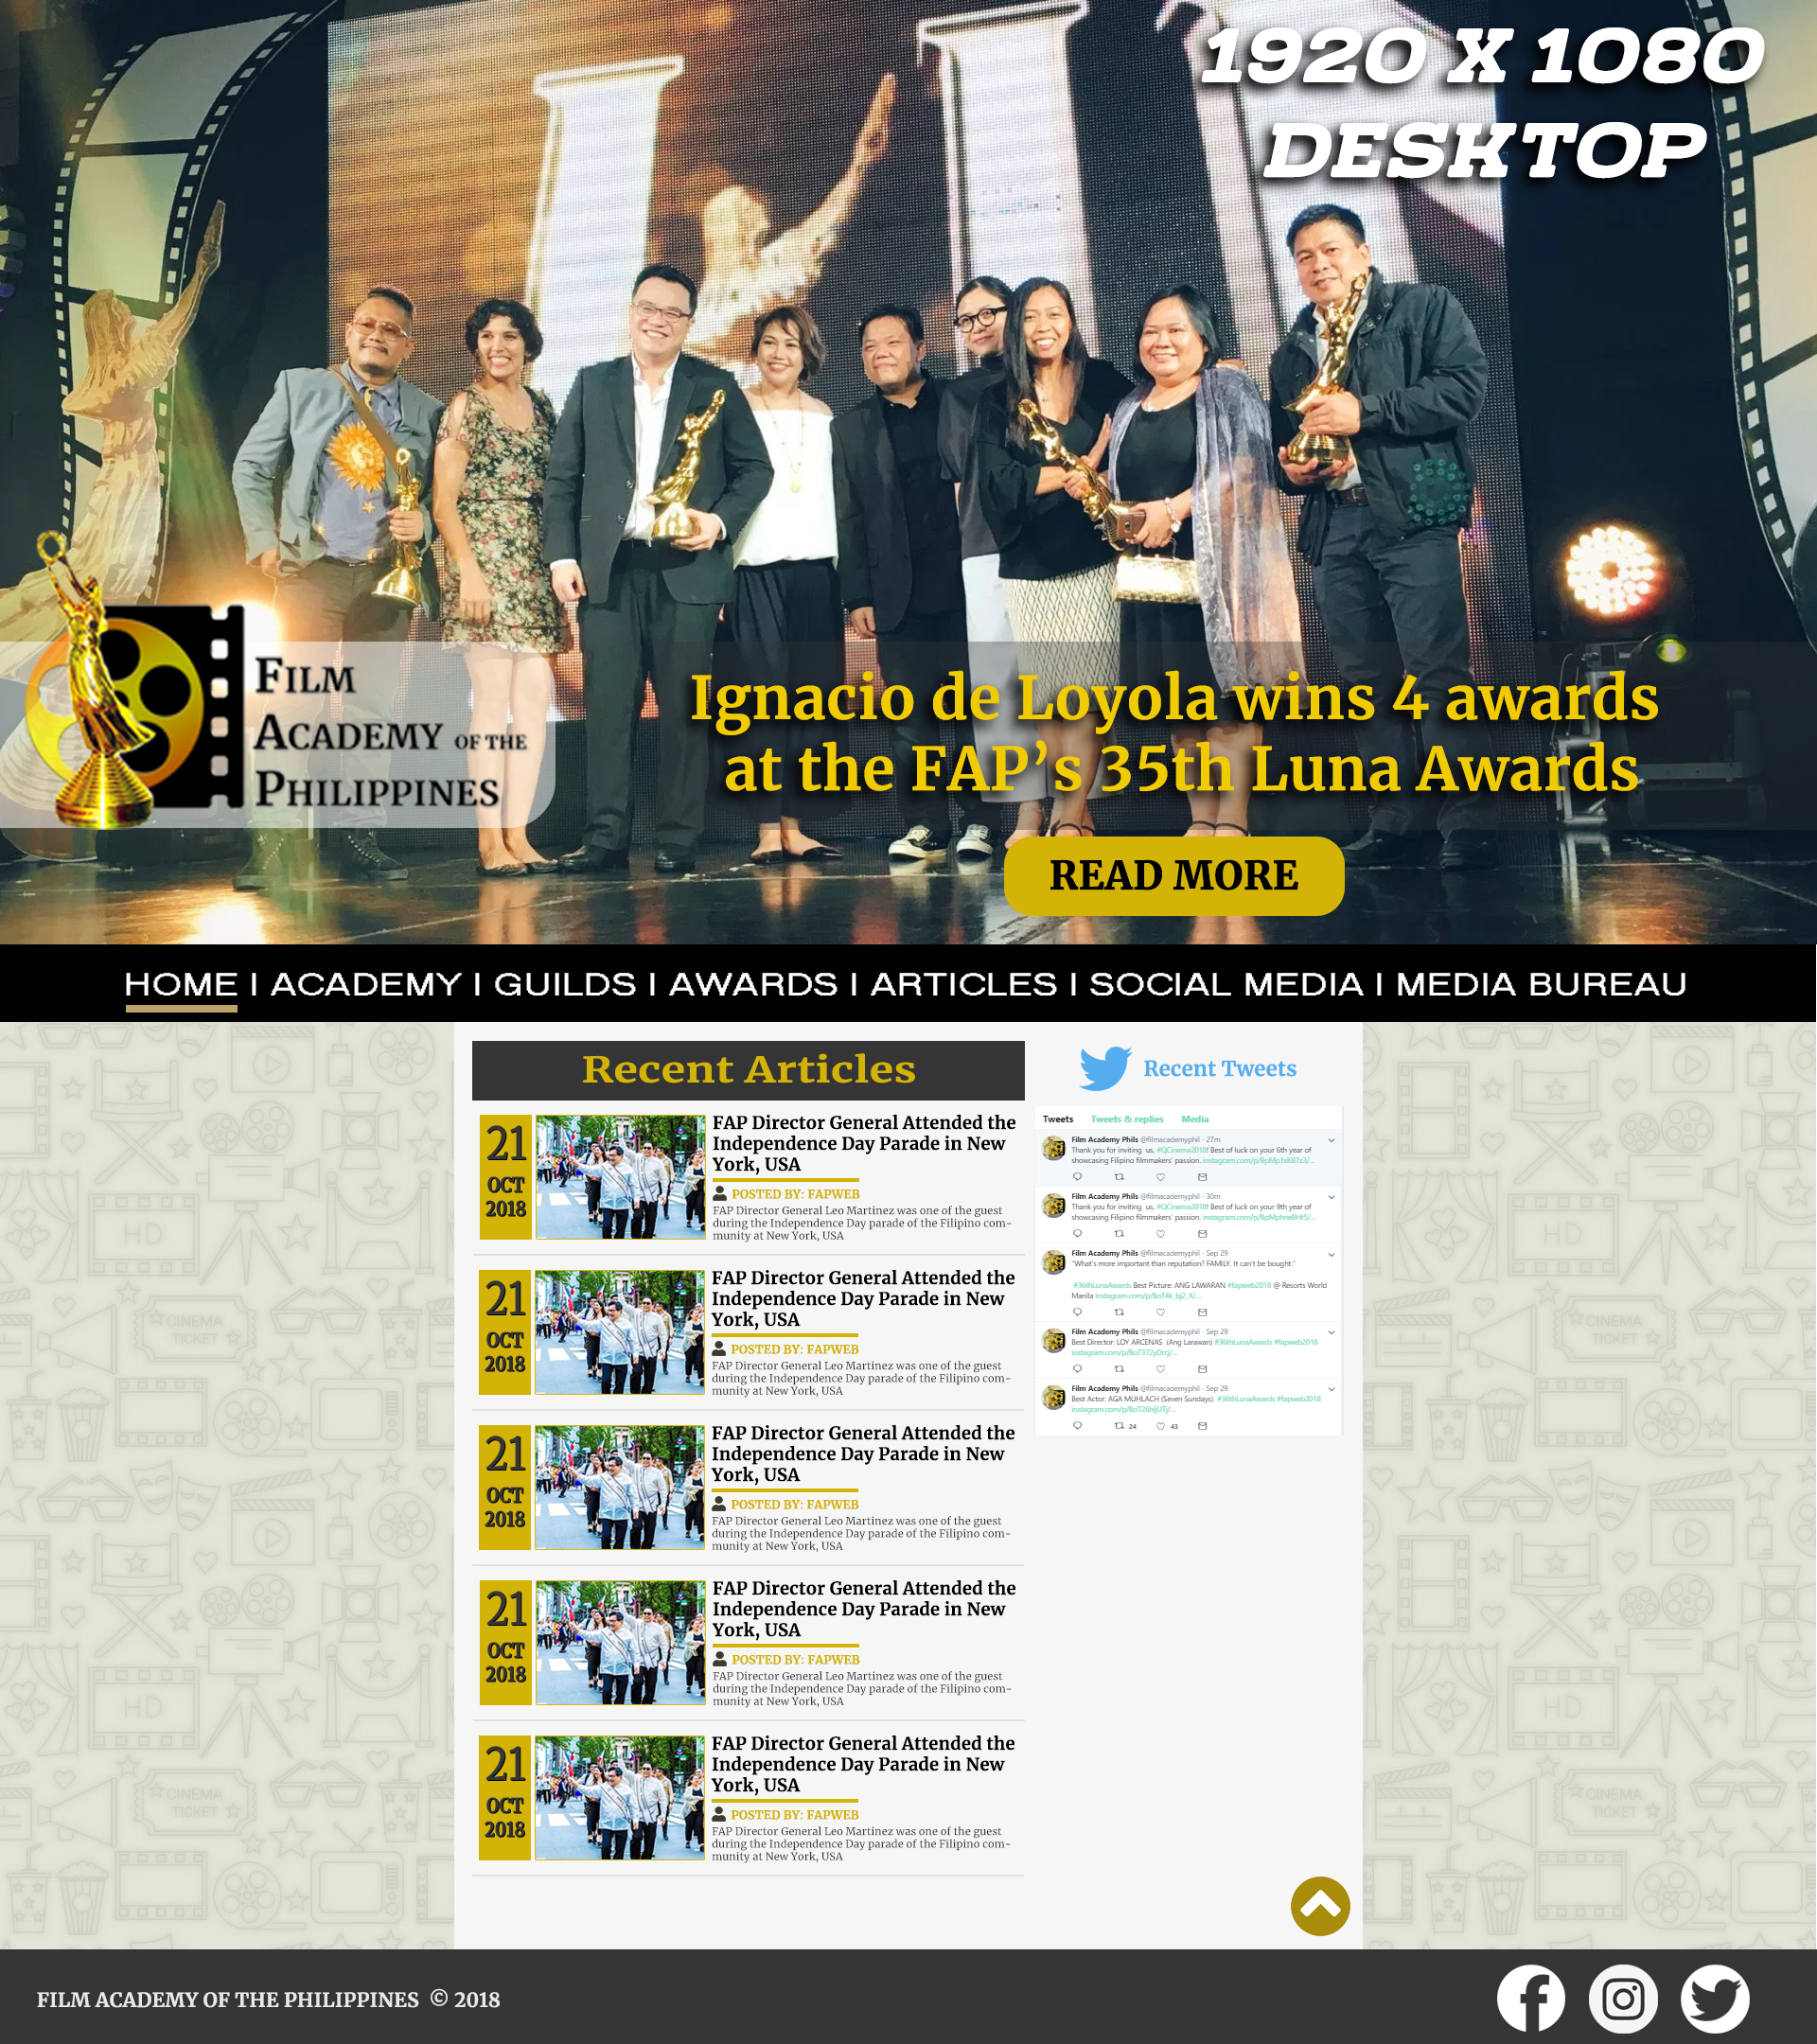 1920 X 1080
DESKTOP
FILM
ACADEMY OF THE
PHILIPPINES
Ignacio de Loyola wins 4 awards
at the FAP's 35th Luna Awards
READ MORE
HOME | ACADEMY | GUILDS | AWARDS | ARTICLES | SOCIAL MEDIA | MEDIA BUREAU
Recent Articles
21
OCT
2018
FAP Director General Attended the
Independence Day Parade in New
York, USA
POSTED BY: FAPWEB
FAP Director General Leo Martinez was one of the guest
during the Independence Day parade of the Filipino com-
munity at New York, USA
21
OCT
2018
FAP Director General Attended the
Independence Day Parade in New
York, USA
POSTED BY: FAPWEB
FAP Director General Leo Martinez was one of the guest
during the Independence Day parade of the Filipino com-
munity at New York, USA
21
OCT
2018
FAP Director General Attended the
Independence Day Parade in New
York, USA
POSTED BY: FAPWEB
FAP Director General Leo Martinez was one of the guest
during the Independence Day parade of the Filipino com-
munity at New York, USA
21
OCT
2018
FAP Director General Attended the
Independence Day Parade in New
York, USA
POSTED BY: FAPWEB
FAP Director General Leo Martinez was one of the guest
during the Independence Day parade of the Filipino com-
munity at New York, USA
21
OCT
2018
FAP Director General Attended the
Independence Day Parade in New
York, USA
POSTED BY: FAPWEB
FAP Director General Leo Martinez was one of the guest
during the Independence Day parade of the Filipino com-
munity at New York, USA
Recent Tweets
Tweets Tweets & replies Media
Film Academy Phils @filmacademyphil · 27m
Thank you for inviting us, #QCinema2018! Best of luck on your 6th year of
showcasing Filipino filmmakers' passion.
Film Academy Phils @filmacademyphil · 30m
Thank you for inviting us, #QCinema2018! Best of luck on your 9th year of
showcasing Filipino filmmakers' passion.
Film Academy Phils @filmacademyphil · Sep 29
"What's more important than reputation? FAMILY. It can't be bought."
#36thLunaAwards Best Picture: ANG LAWARAN #fapweb2018 @ Resorts World
Manila
Film Academy Phils @filmacademyphil · Sep 29
Best Director: LOY ARCENAS (Ang Larawan) #36thLunaAwards #fapweb2018
Film Academy Phils @filmacademyphil · Sep 29
Best Actor: AGA MUHLACH (Seven Sundays) #36thLunaAwards #fapweb2018
24 43
CINEMA
TICKET
HD
HD
CINEMA
TICKET
HD
HD
CINEMA
TICKET
CINEMA
TICKET
FILM ACADEMY OF THE PHILIPPINES © 2018